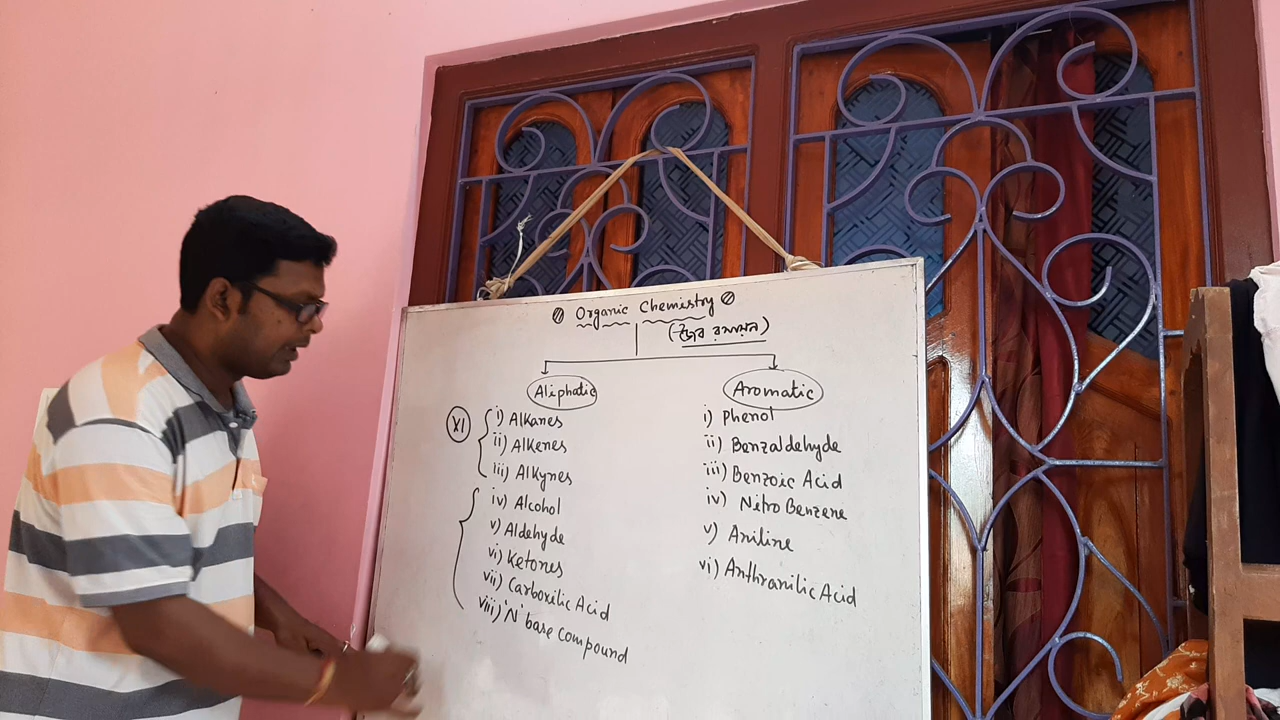 Organic Chemistry
(জৈব রসায়ন)
Aliphatic
XI
i) Alkanes
ii) Alkenes
iii) Alkynes
iv) Alcohol
v) Aldehyde
vi) Ketones
vii) Carboxilic Acid
viii) 'N' base compound
Aromatic
i) Phenol
ii) Benzaldehyde
iii) Benzoic Acid
iv) Nitro Benzene
v) Aniline
vi) Anthranilic Acid